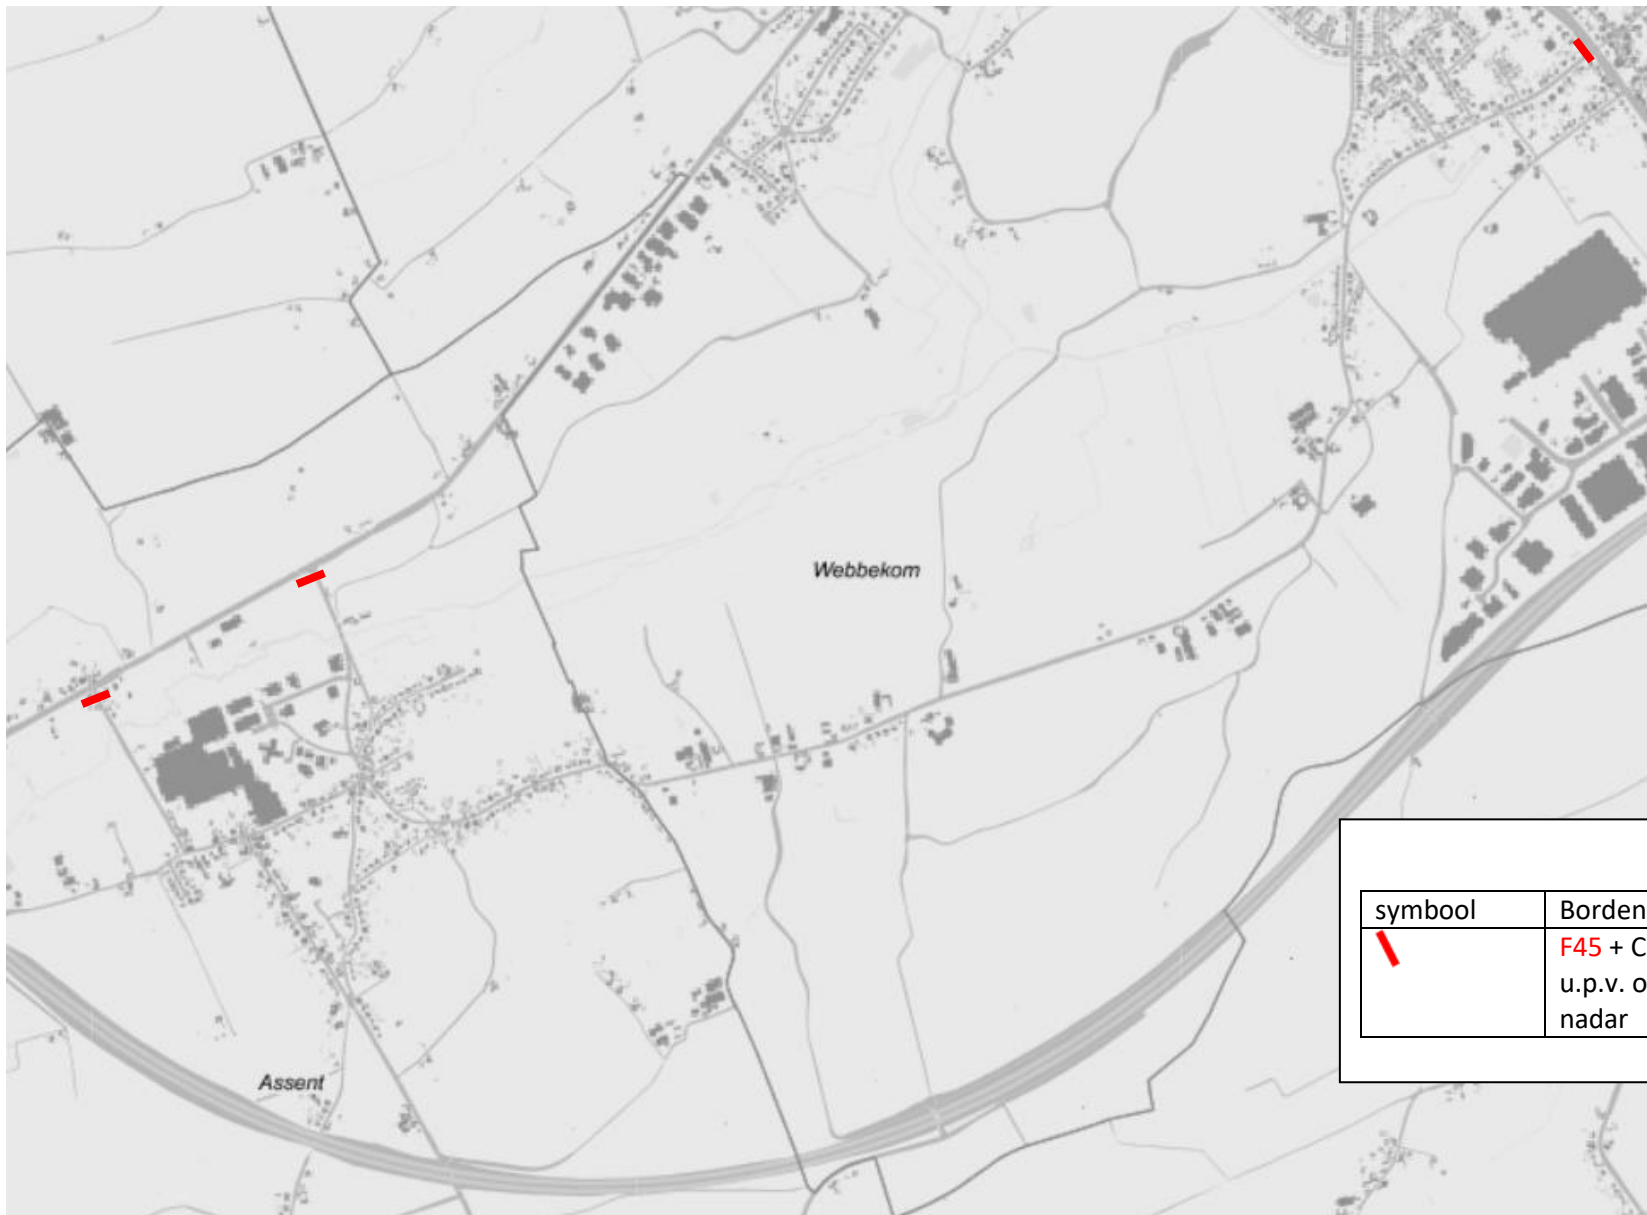 Webbekom
symbool Borden
F45 + C
u.p.v. o
nadar
Assent